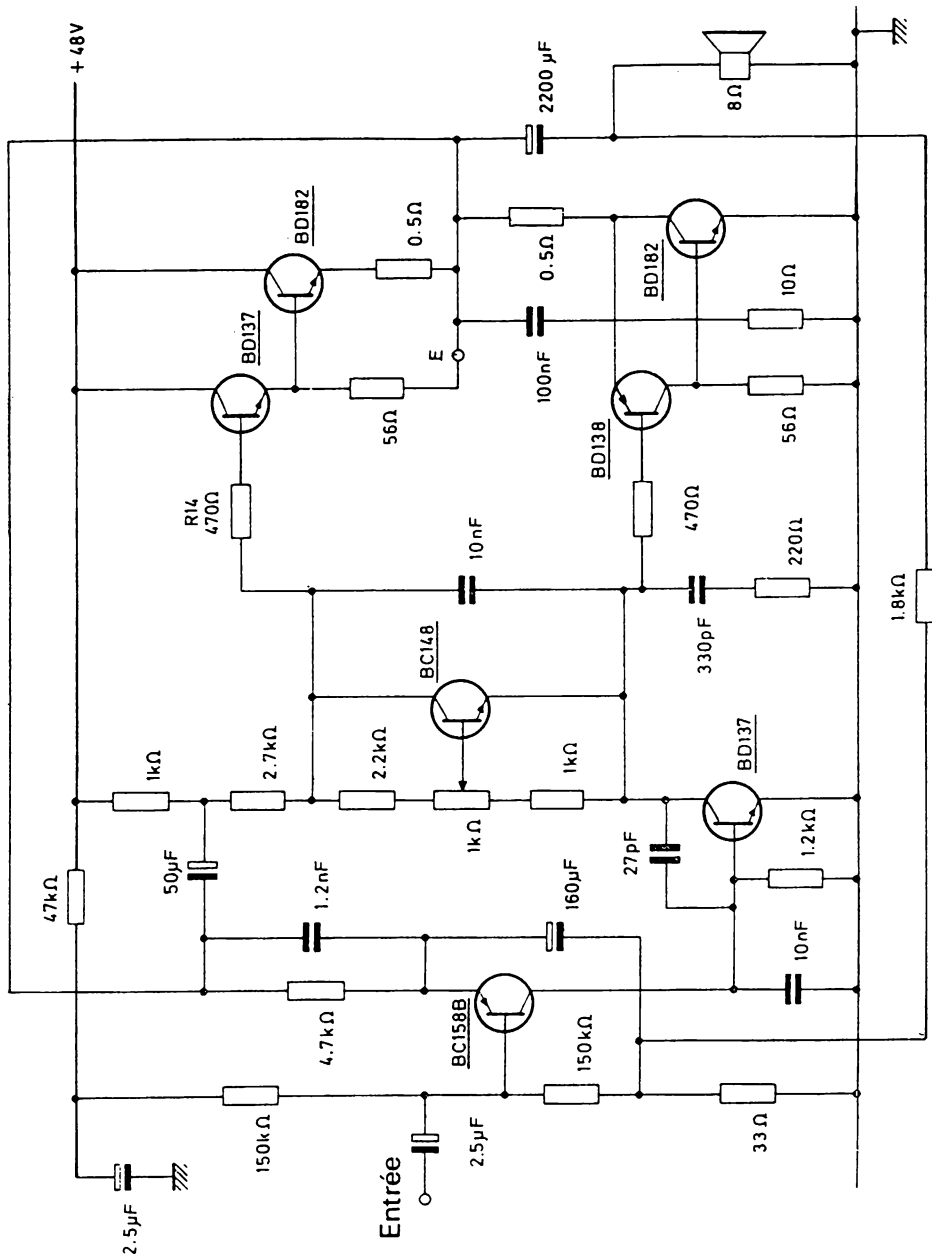 +48V
47kΩ
2.5µF
1kΩ
BD137
BD182
50µF
2.7kΩ
R14
470Ω
0.5Ω
150kΩ
4.7kΩ
1.2nF
2.2kΩ
BC148
56Ω
E
2200 µF
Entrée
2.5µF
BC158B
1kΩ
10nF
100nF
0.5Ω
150kΩ
160µF
1kΩ
BD138
BD182
27pF
330pF
470Ω
33Ω
10nF
1.2kΩ
BD137
220Ω
56Ω
10Ω
8Ω
1.8kΩ